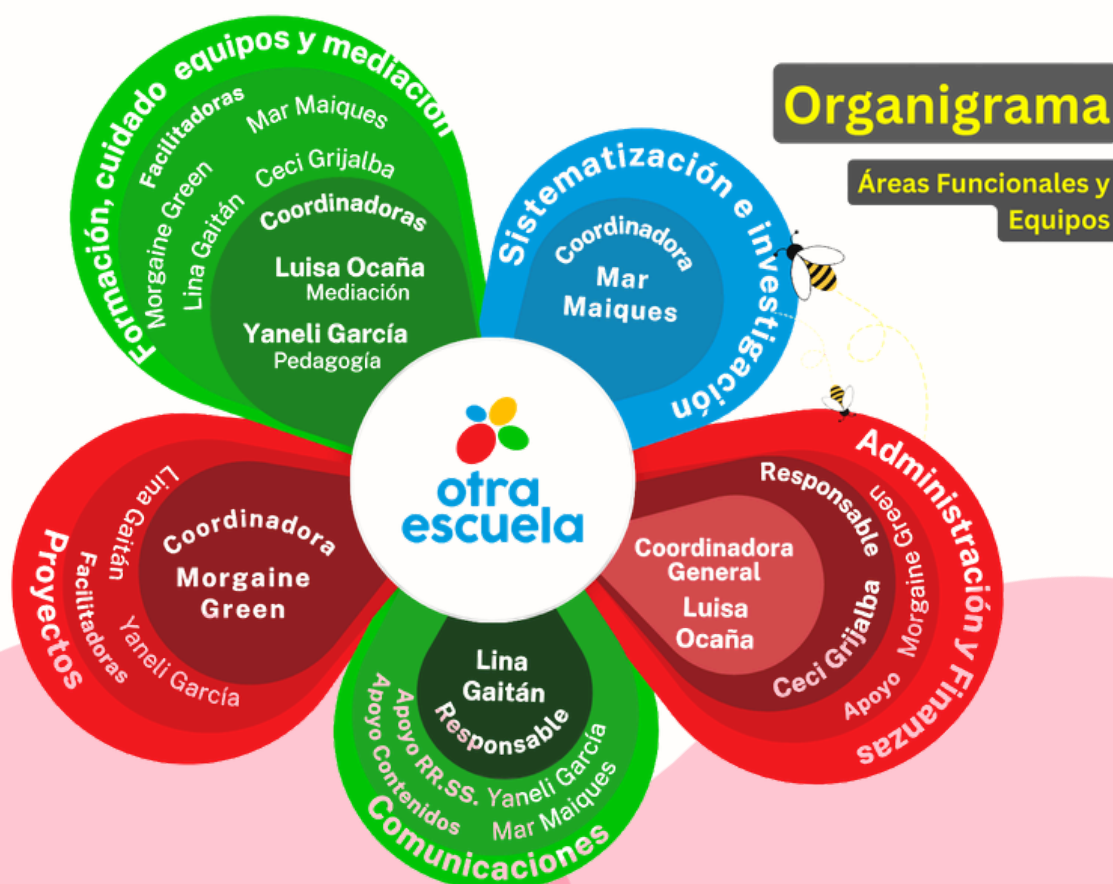 Organigrama
Áreas Funcionales y
Equipos
Formación, cuidado equipos y mediación
Facilitadoras
Mar Maiques
Ceci Grijalba
Lina Gaitán
Morgaine Green
Coordinadoras
Luisa Ocaña
Mediación
Yaneli García
Pedagogía
Sistematización e investigación
Coordinadora
Mar
Maiques
Administración y Finanzas
Responsable
Ceci Grijalba
Morgaine Green
Apoyo
Coordinadora
General
Luisa
Ocaña
otra
escuela
Proyectos
Facilitadoras
Lina Gaitán
Yaneli García
Coordinadora
Morgaine
Green
Lina
Gaitán
Responsable
Apoyo RR.SS. Yaneli García
Apoyo Contenidos Mar Maiques
Comunicaciones